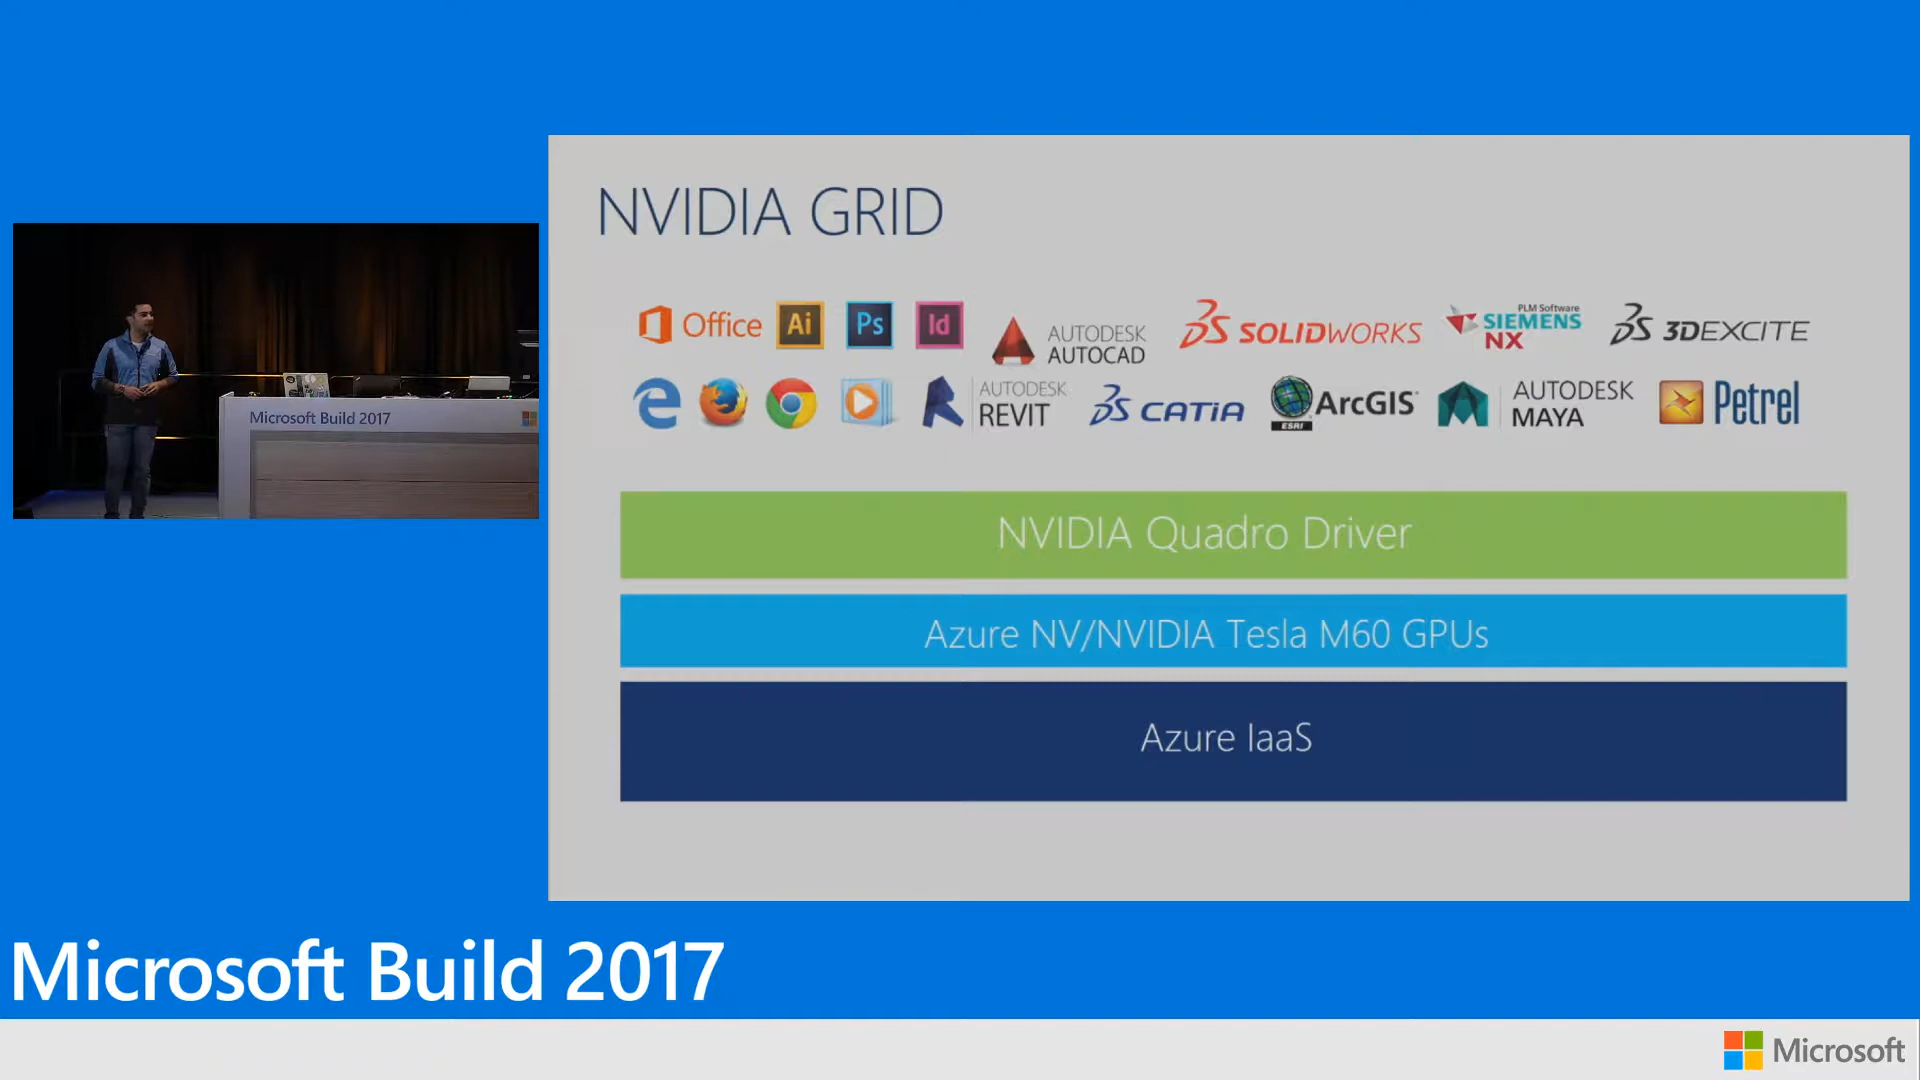 NVIDIA GRID
Office Ai Ps Id AUTODESK AUTOCAD SOLIDWORKS PLM Software SIEMENS NX 3DEXCITE
AUTODESK REVIT CATIA ESRI ArcGIS AUTODESK MAYA Petrel
NVIDIA Quadro Driver
Azure NV/NVIDIA Tesla M60 GPUs
Azure IaaS
Microsoft Build 2017
Microsoft Build 2017
Microsoft